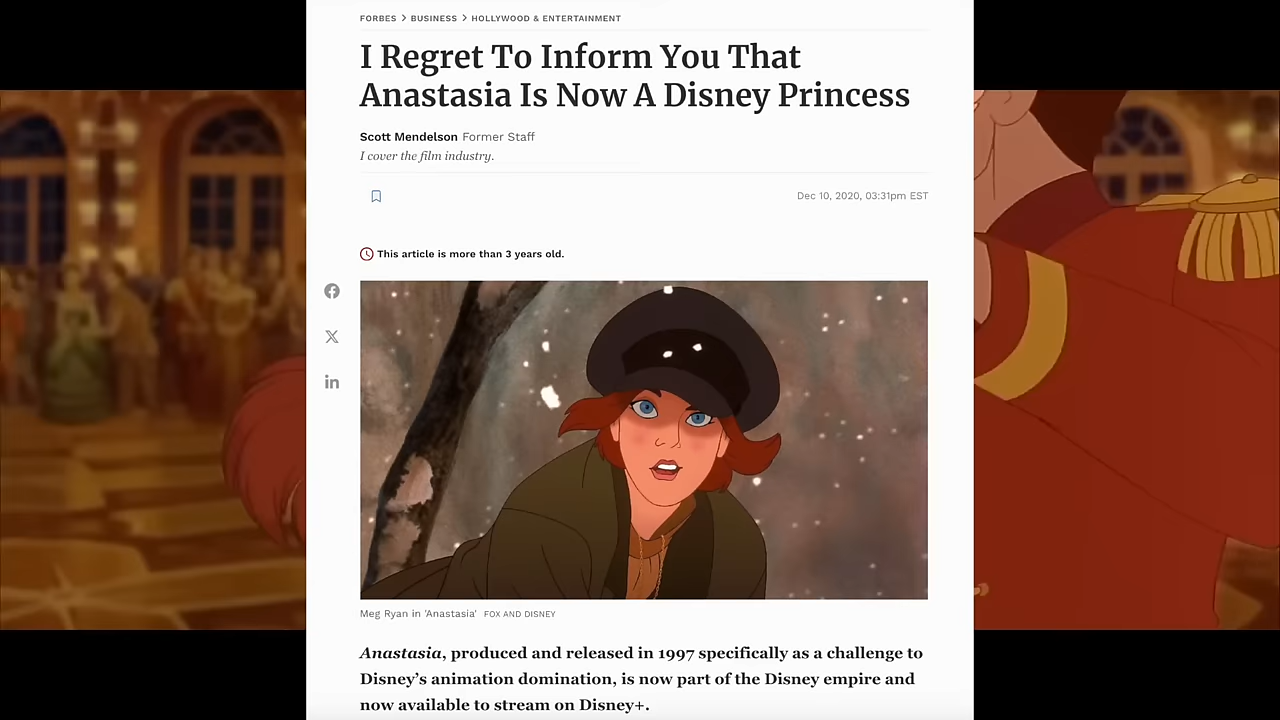 FORBES > BUSINESS > HOLLYWOOD & ENTERTAINMENT
I Regret To Inform You That
Anastasia Is Now A Disney Princess
Scott Mendelson Former Staff
I cover the film industry.
Dec 10, 2020, 03:31pm EST
This article is more than 3 years old.
Meg Ryan in 'Anastasia' FOX AND DISNEY
Anastasia, produced and released in 1997 specifically as a challenge to
Disney’s animation domination, is now part of the Disney empire and
now available to stream on Disney+.